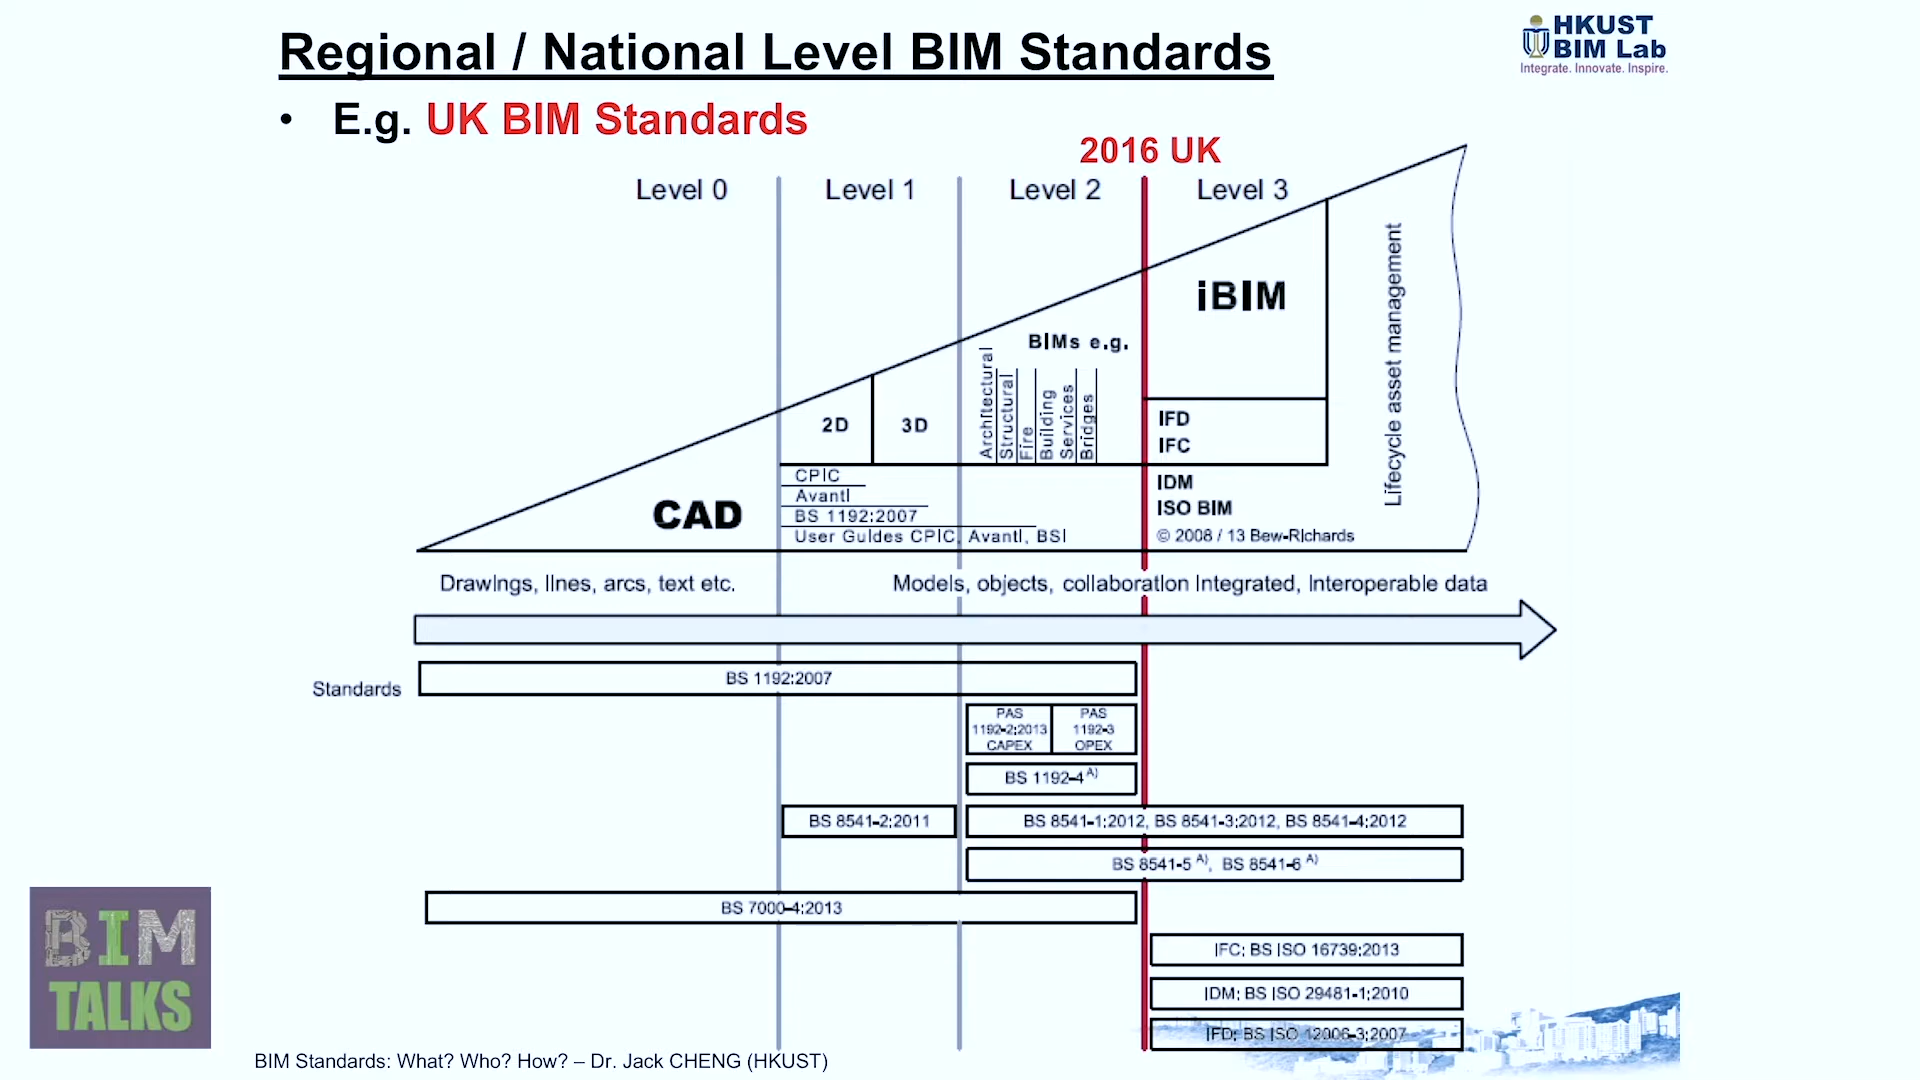 Regional / National Level BIM Standards
HKUST
BIM Lab
Integrate. Innovate. Inspire.
• E.g. UK BIM Standards
2016 UK
Level 0
Level 1
Level 2
Level 3
iBIM
Lifecycle asset management
BIMs e.g.
Architectural
Structural
Fire
Building
Services
Bridges
2D
3D
IFD
IFC
CPIC
Avanti
BS 1192:2007
User Guides CPIC, Avanti, BSI
CAD
IDM
ISO BIM
© 2008 / 13 Bew-Richards
Drawings, lines, arcs, text etc.
Models, objects, collaboration Integrated, Interoperable data
Standards
BS 1192:2007
PAS
1192-2:2013
CAPEX
PAS
1192-3
OPEX
BS 1192-4 A)
BS 8541-2:2011
BS 8541-1:2012, BS 8541-3:2012, BS 8541-4:2012
BS 8541-5 A), BS 8541-6 A)
BS 7000-4:2013
IFC: BS ISO 16739:2013
IDM: BS ISO 29481-1:2010
IFD: BS ISO 12006-3:2007
BIM
TALKS
BIM Standards: What? Who? How? – Dr. Jack CHENG (HKUST)